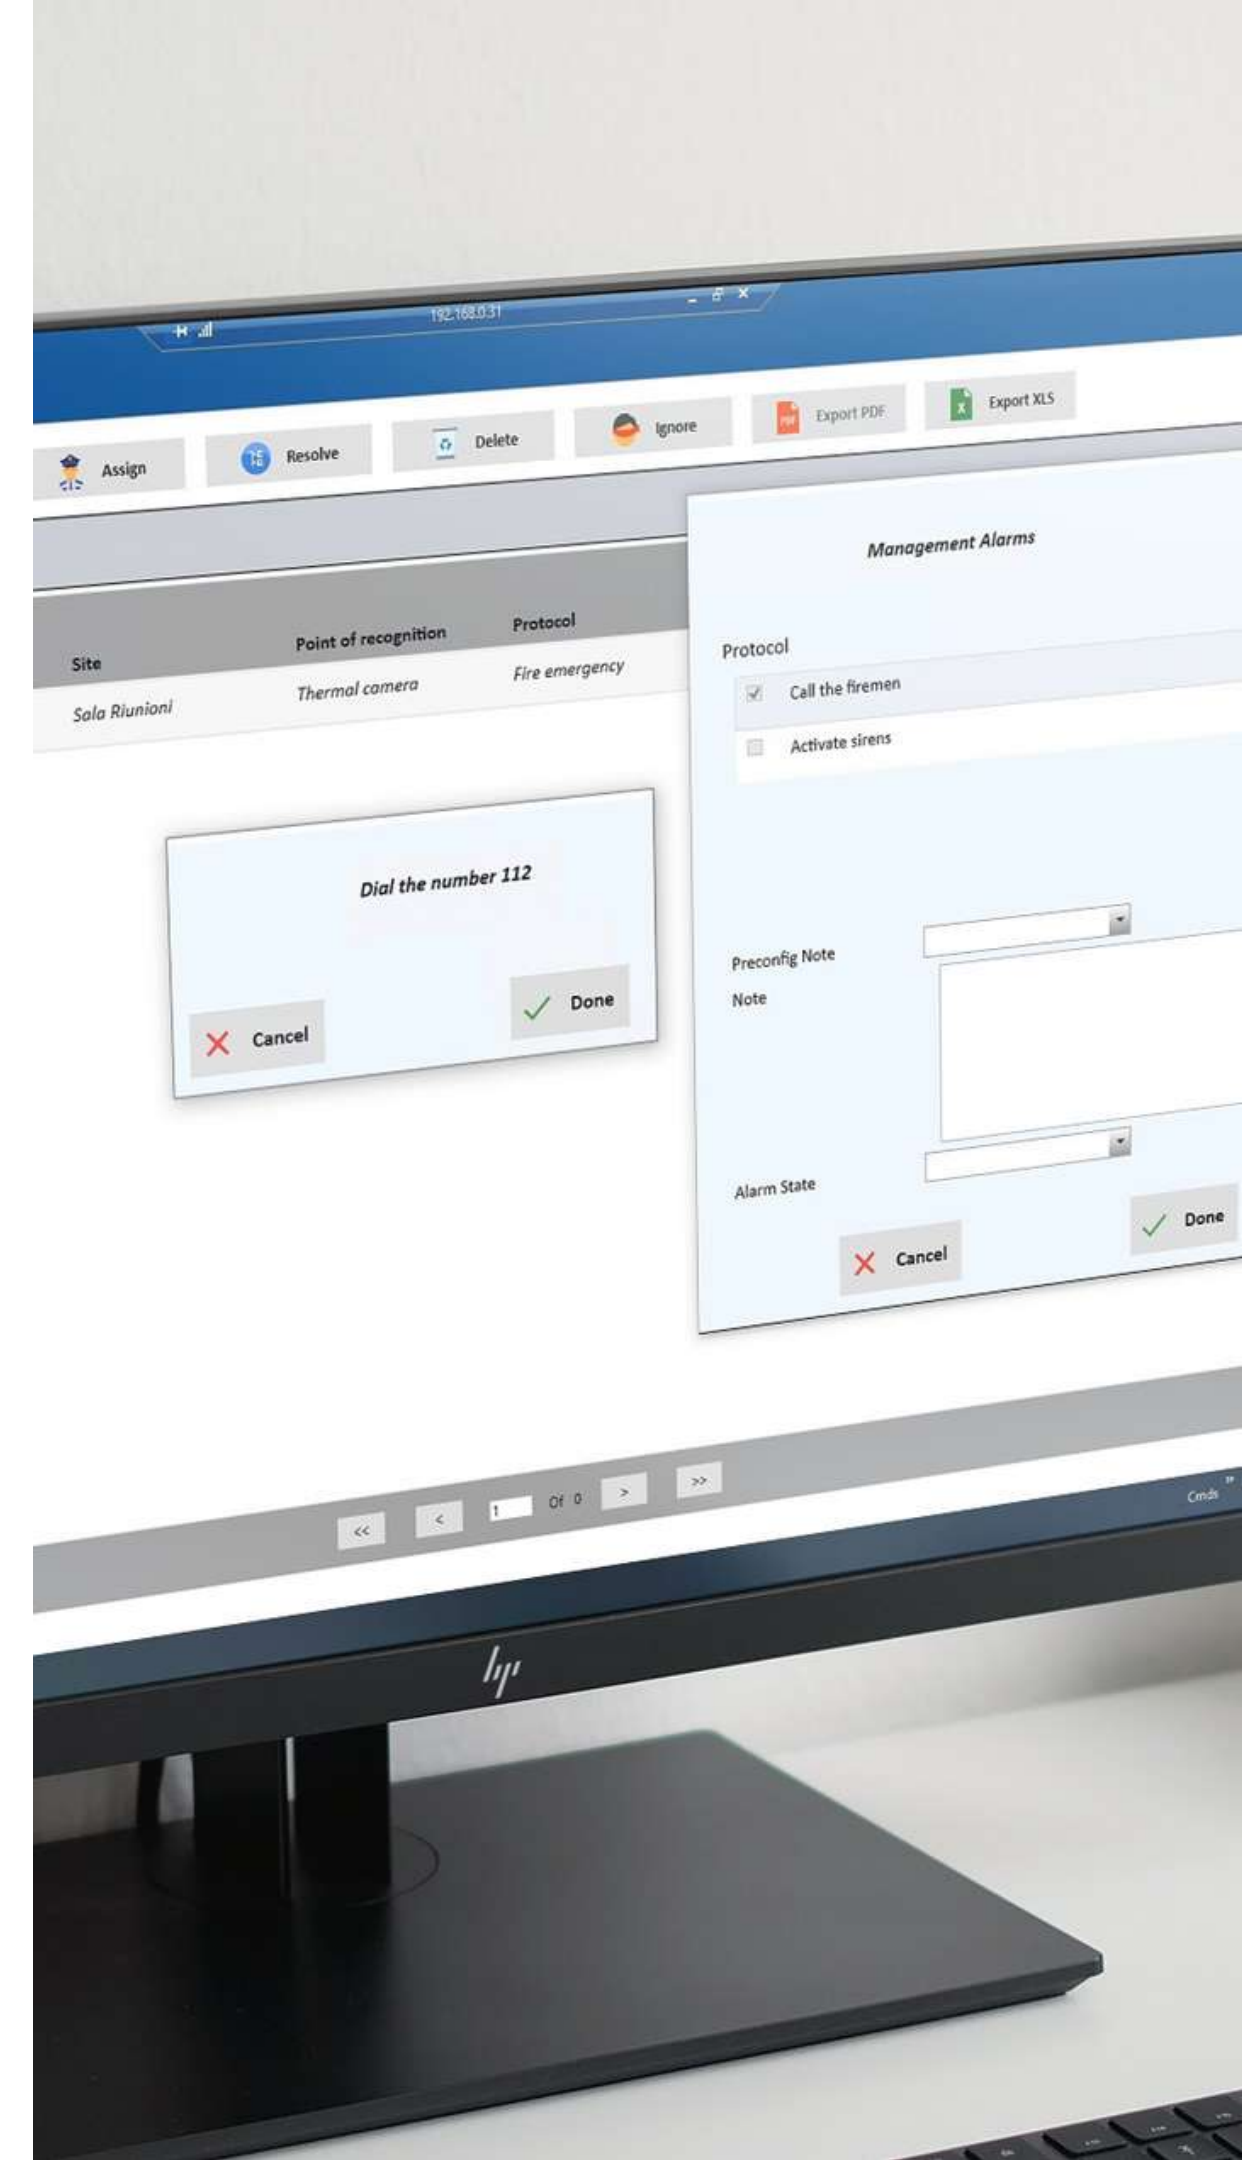 192.168.0.31
Assign
Resolve
Delete
Ignore
Export PDF
Export XLS
Management Alarms
Site
Point of recognition
Protocol
Sala Riunioni
Thermal camera
Fire emergency
Protocol
Call the firemen
Activate sirens
Dial the number 112
Cancel
Done
Preconfig Note
Note
Alarm State
Cancel
Done
<<
<
1
Of 0
>
>>
Cmds
hp